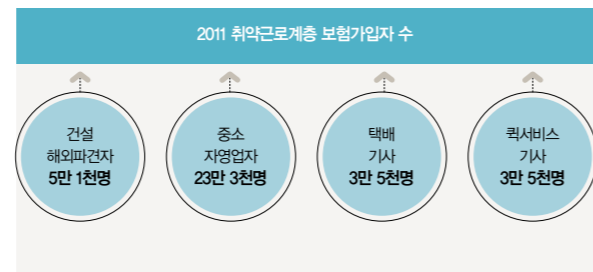 2011 취약근로계층 보험가입자 수
건설
해외파견자
5만 1천명
중소
자영업자
23만 3천명
택배
기사
3만 5천명
퀵서비스
기사
3만 5천명